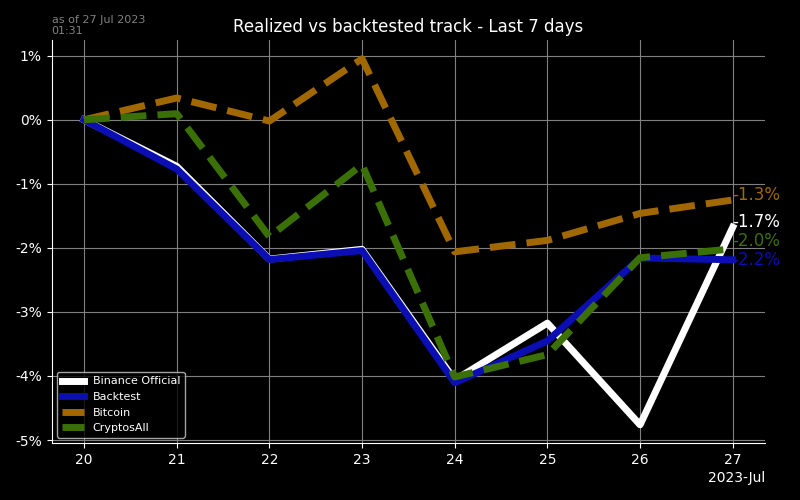 as of 27 Jul 2023
01:31
Realized vs backtested track - Last 7 days
1%
0%
-1%
-2%
-3%
-4%
-5%
-1.3%
-1.7%
-2.0%
-2.2%
Binance Official
Backtest
Bitcoin
CryptosAll
20 21 22 23 24 25 26 27
2023-Jul